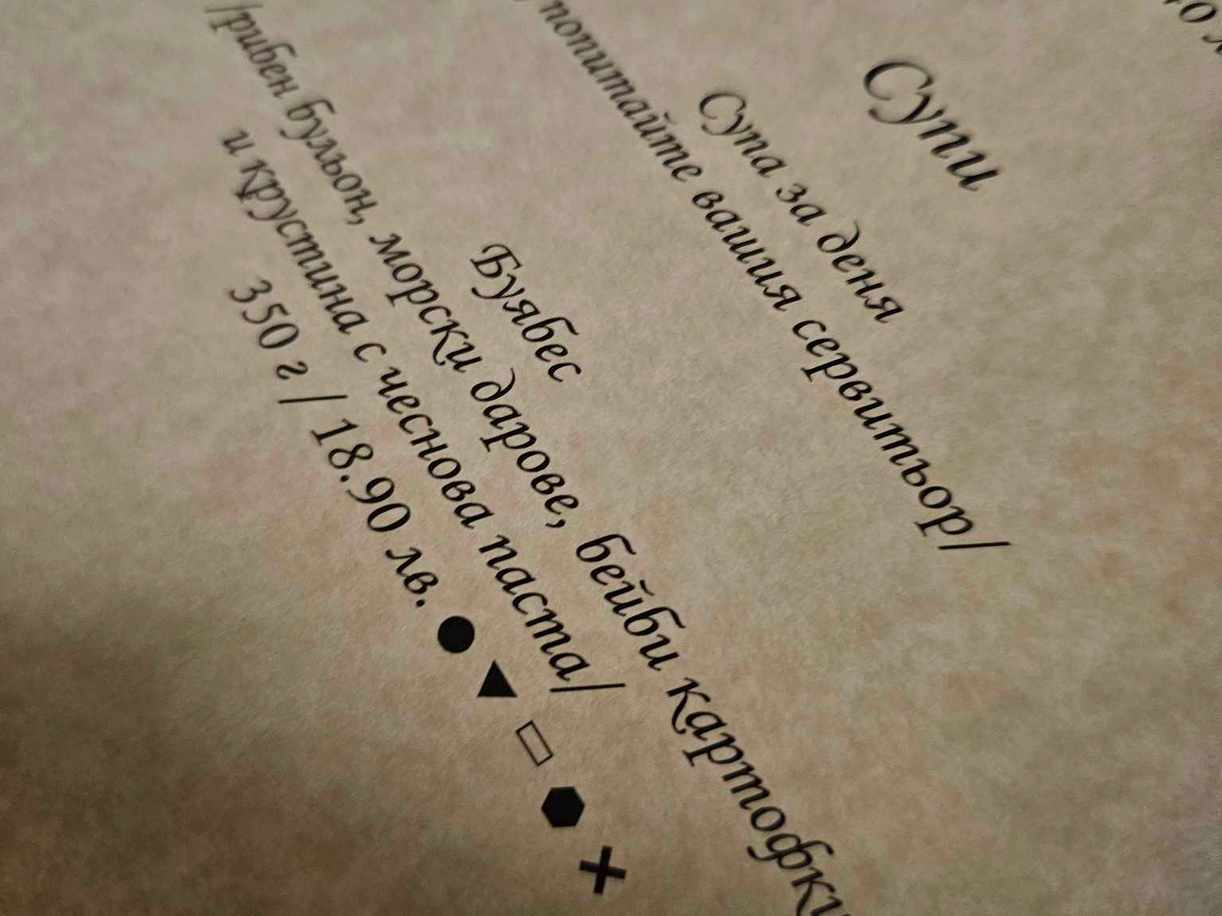 Супи
Супа за деня
попитайте вашия сервитьор/
Буябес
/рибен бульон, морски дарове, бейби картофки
и крустина с чеснова паста/
350 г / 18.90 лв. ● ▲ ▭ ⬢ ✚